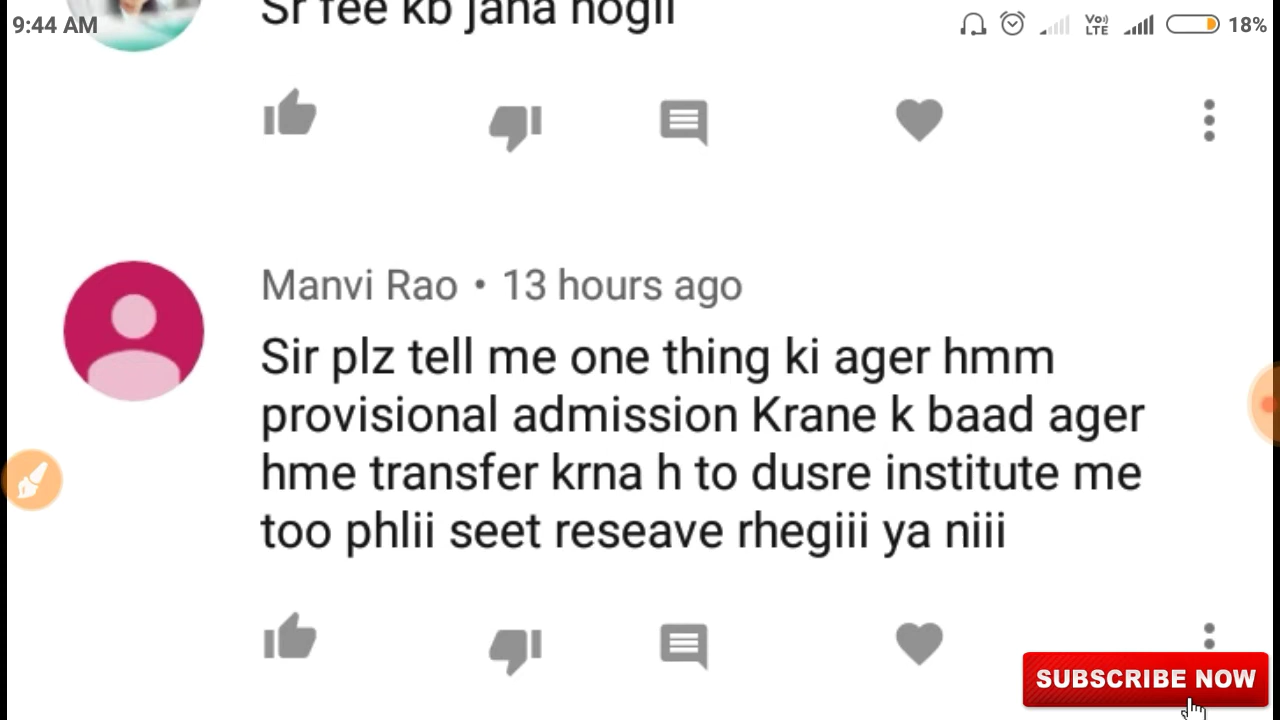 Sr fee kb jana hogii
9:44 AM
Vo))
LTE
18%
Manvi Rao • 13 hours ago
Sir plz tell me one thing ki ager hmm
provisional admission Krane k baad ager
hme transfer krna h to dusre institute me
too phlii seet reseave rhegiii ya niii
SUBSCRIBE NOW